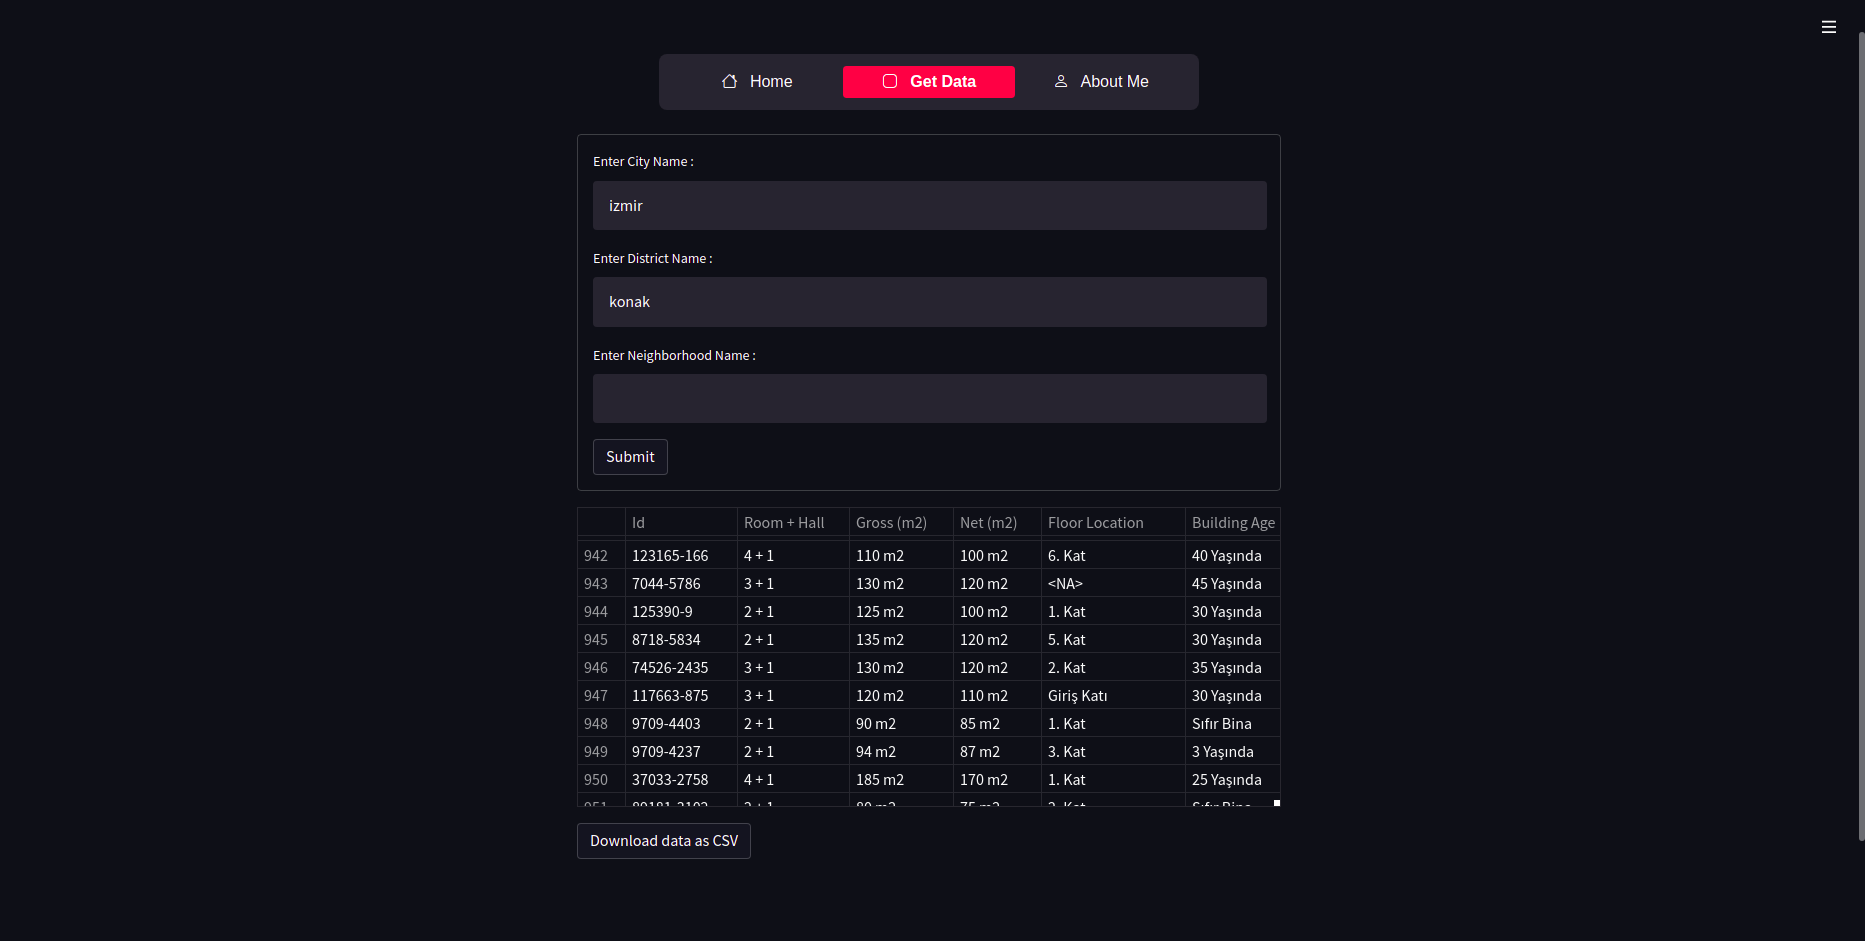 Home Get Data About Me
Enter City Name :
izmir
Enter District Name :
konak
Enter Neighborhood Name :
Submit
Id Room + Hall Gross (m2) Net (m2) Floor Location Building Age
942 123165-166 4 + 1 110 m2 100 m2 6. Kat 40 Yaşında
943 7044-5786 3 + 1 130 m2 120 m2 <NA> 45 Yaşında
944 125390-9 2 + 1 125 m2 100 m2 1. Kat 30 Yaşında
945 8718-5834 2 + 1 135 m2 120 m2 5. Kat 30 Yaşında
946 74526-2435 3 + 1 130 m2 120 m2 2. Kat 35 Yaşında
947 117663-875 3 + 1 120 m2 110 m2 Giriş Katı 30 Yaşında
948 9709-4403 2 + 1 90 m2 85 m2 1. Kat Sıfır Bina
949 9709-4237 2 + 1 94 m2 87 m2 3. Kat 3 Yaşında
950 37033-2758 4 + 1 185 m2 170 m2 1. Kat 25 Yaşında
Download data as CSV